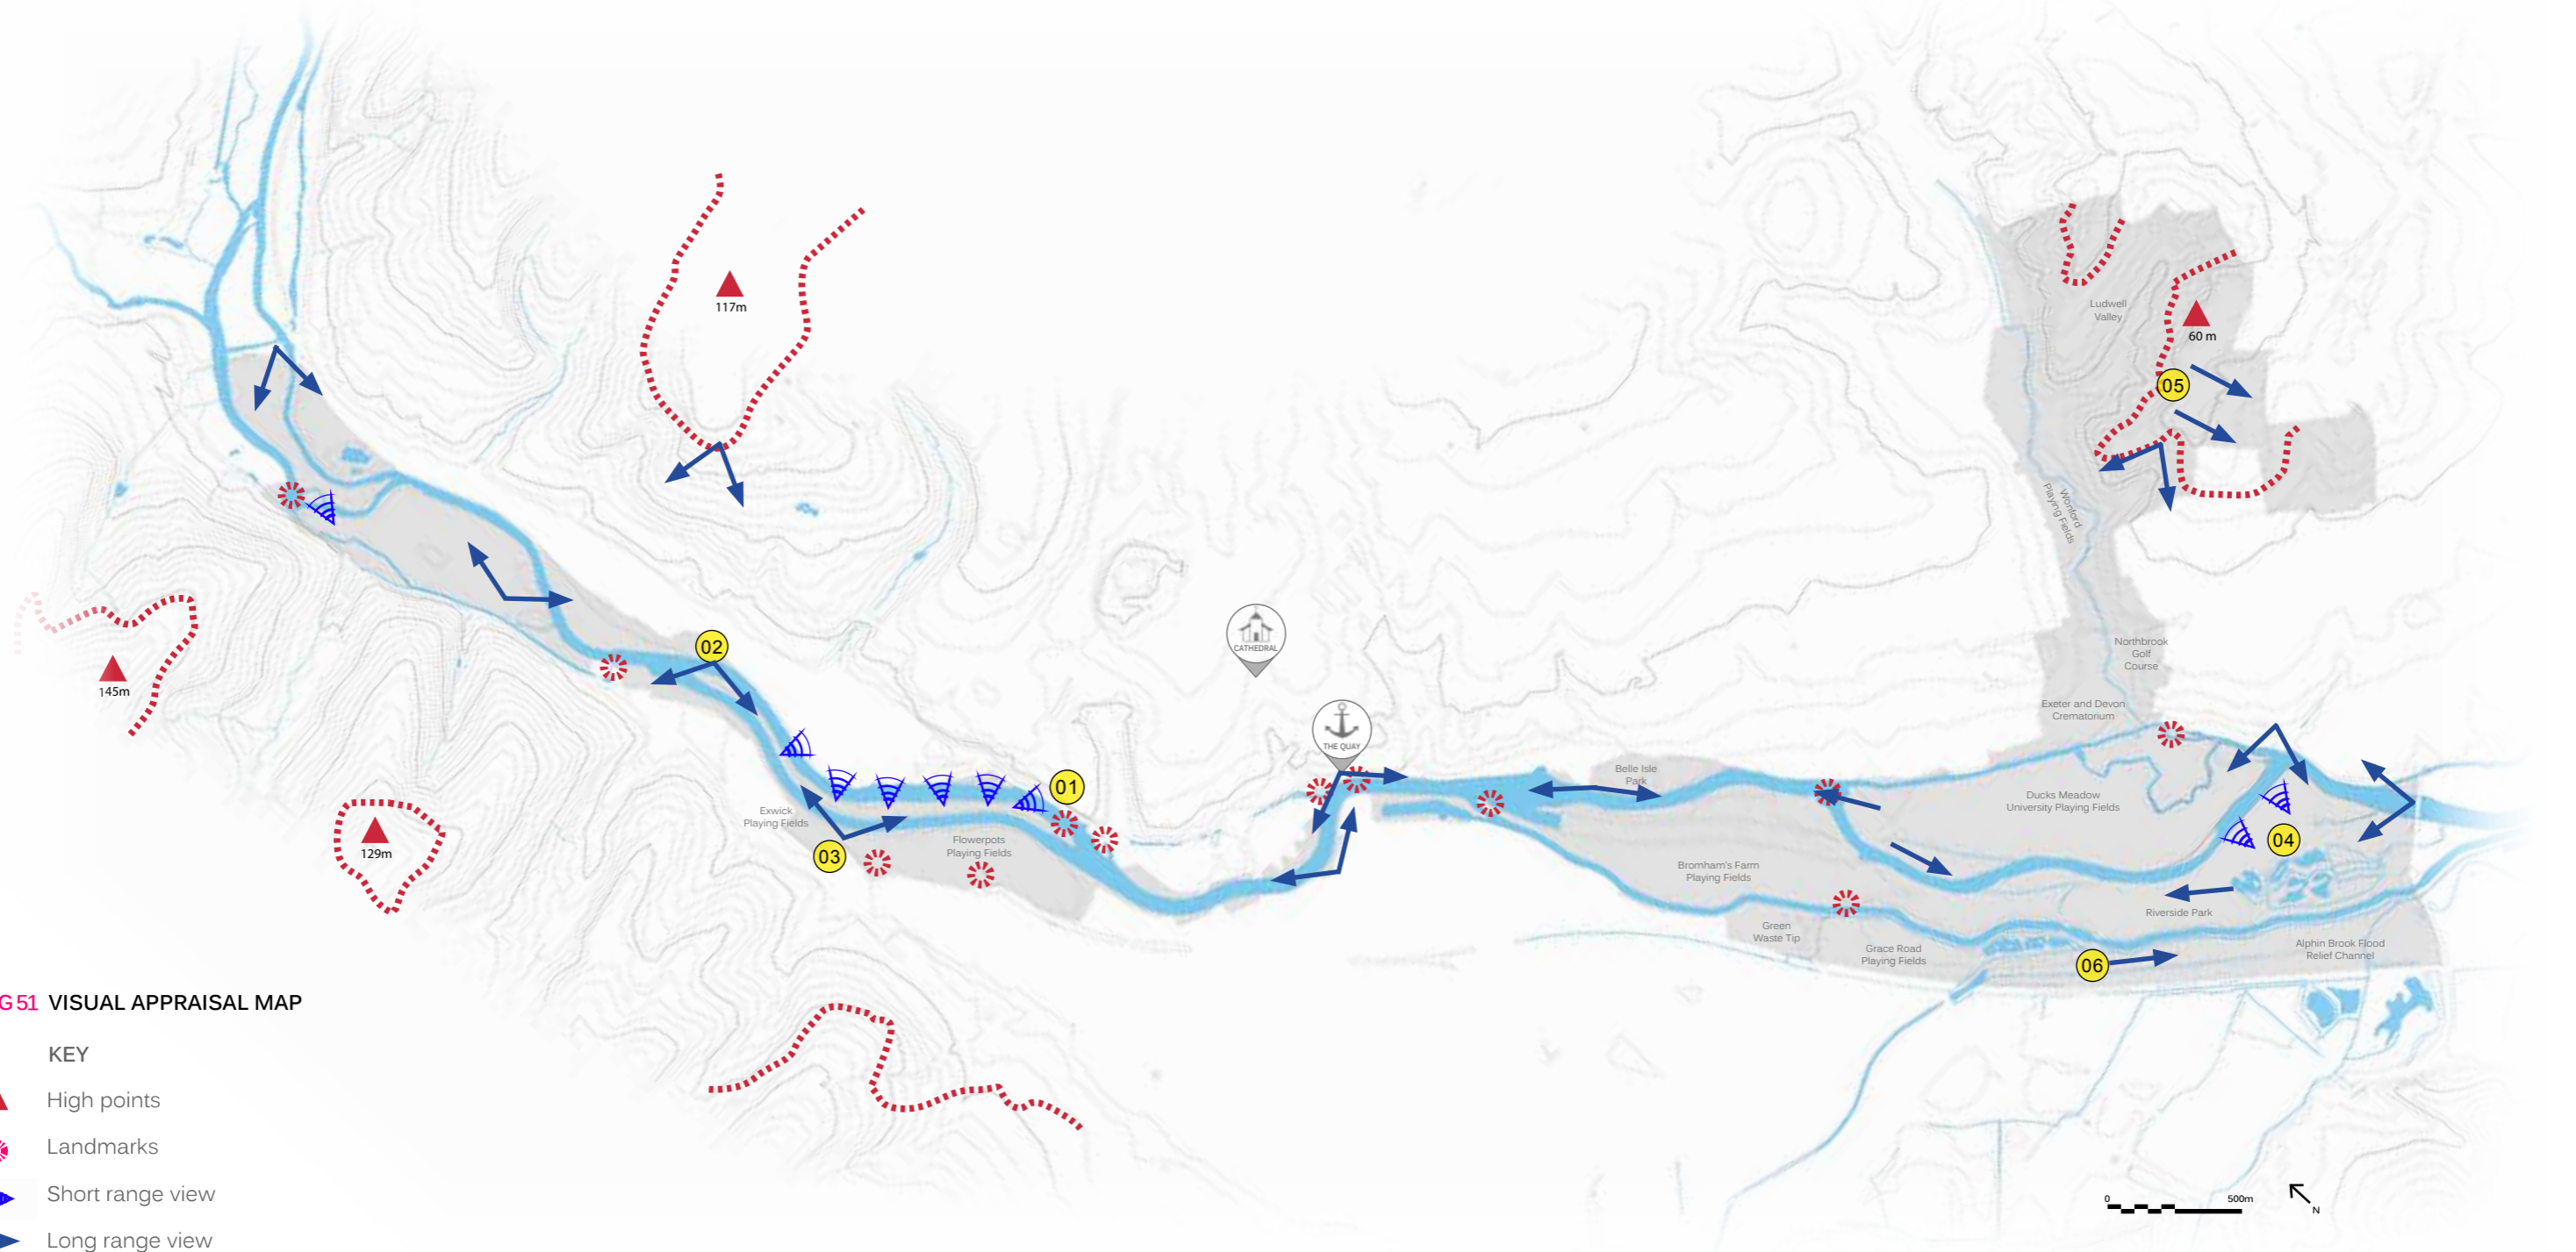 117m
Ludwell
Valley
60 m
05
Wonford
Playing Fields
CATHEDRAL
02
145m
Northbrook
Golf
Course
Exeter and Devon
Crematorium
THE QUAY
Belle Isle
Park
01
Exwick
Playing Fields
Ducks Meadow
University Playing Fields
129m
03
Flowerpots
Playing Fields
04
Bromham's Farm
Playing Fields
Riverside Park
Green
Waste Tip
Grace Road
Playing Fields
Alphin Brook Flood
Relief Channel
06
G51 VISUAL APPRAISAL MAP
KEY
High points
Landmarks
Short range view
Long range view
0 500m
N